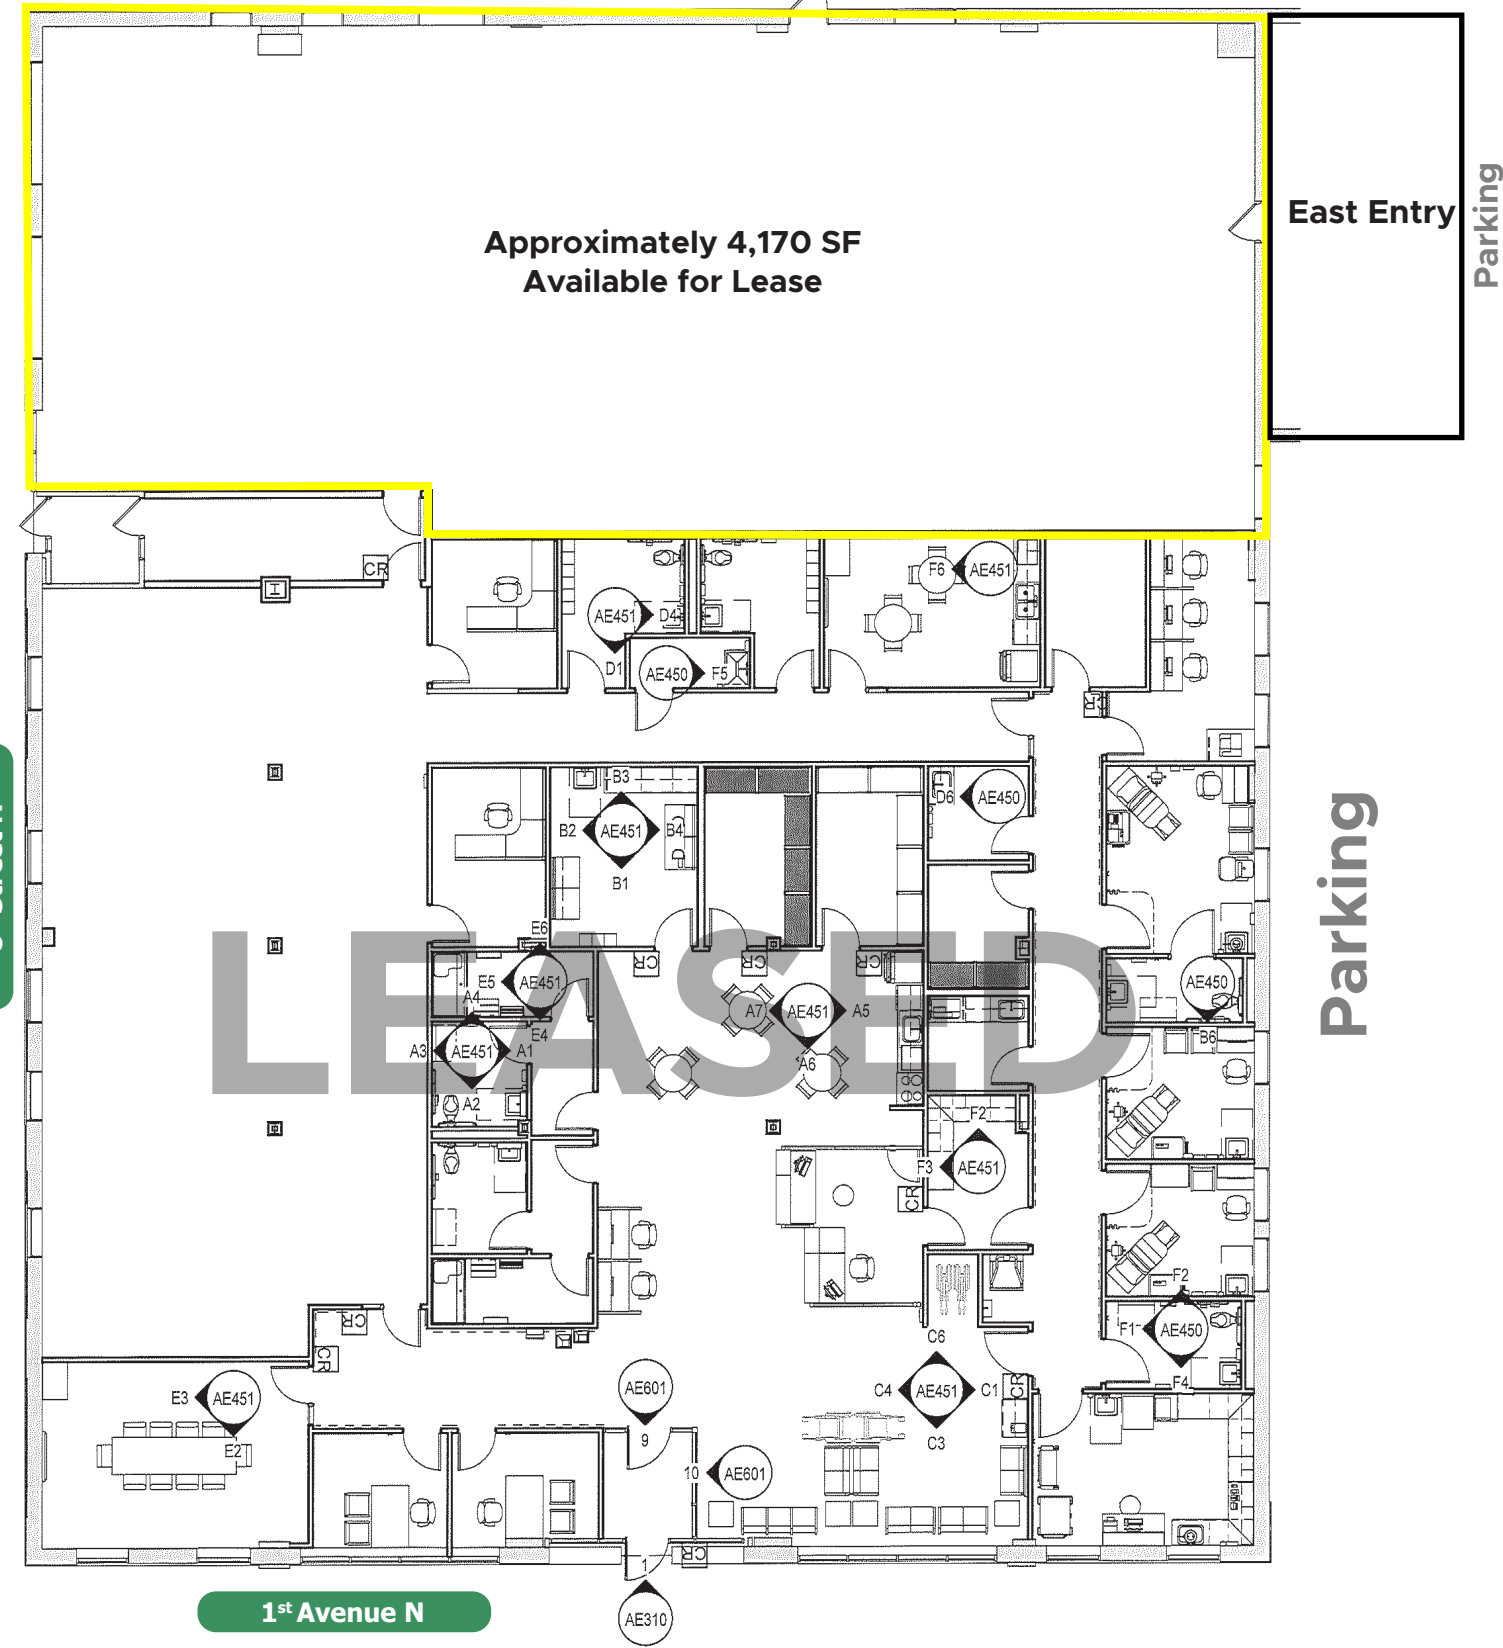 East Entry
Parking
Approximately 4,170 SF
Available for Lease
CR
F6 AE451
AE451 D4
D1
AE450 F5
CR
B3
B2 AE451 B4
B1
D6 AE450
E6
E5 AE451
E4
CR
CR
CR
AE450
B6
Parking
LEASED
A4
A3 AE451 A1
A2
A7 AE451 A5
A6
F2
F3 AE451
CR
F2
F1 AE450
F4
CR
CR
C6
C4 AE451 C1
C3
CR
E3 AE451
E2
AE601
9
10 AE601
1
CR
AE310
1st Avenue N